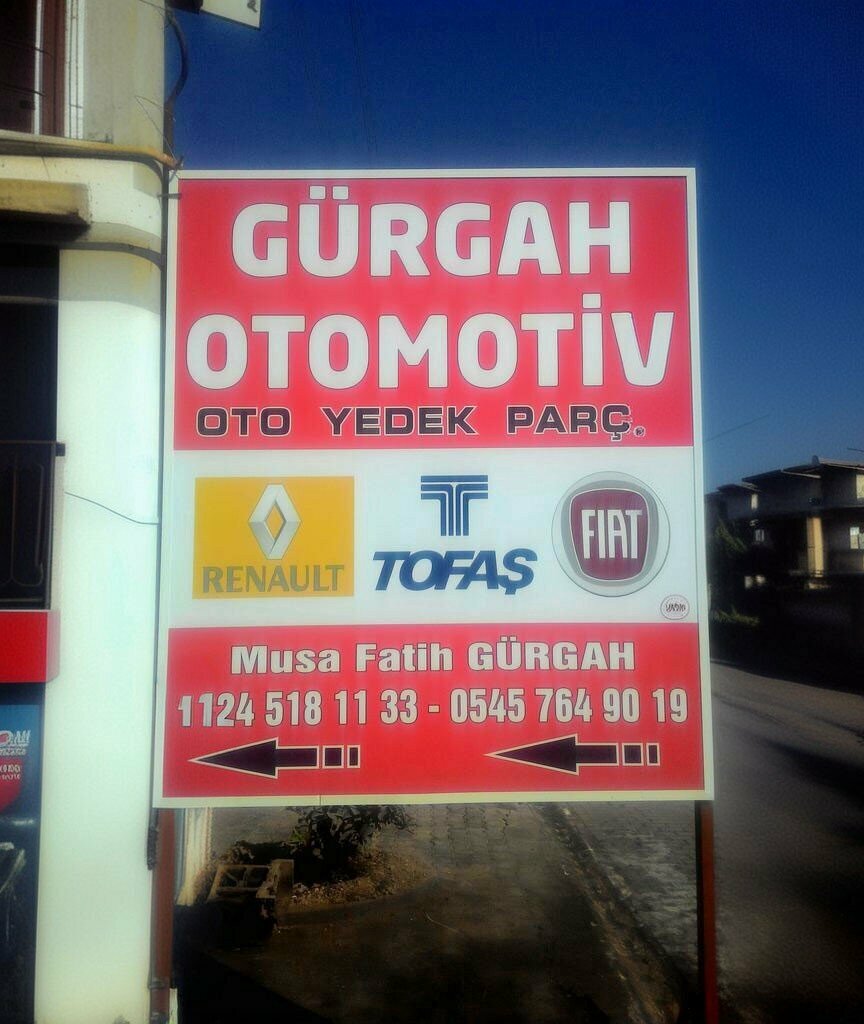 GÜRGAH
OTOMOTİV
OTO YEDEK PARÇ.
RENAULT
TOFAŞ
FIAT
Musa Fatih GÜRGAH
1124 518 11 33 - 0545 764 90 19